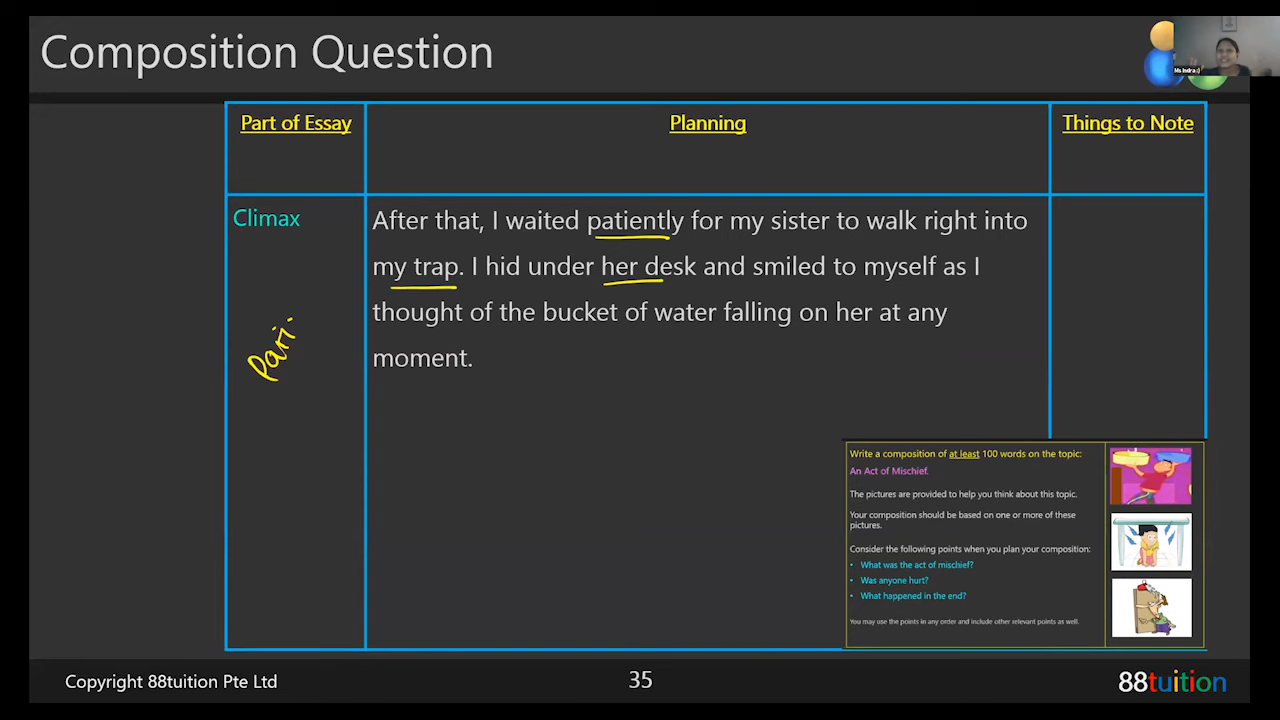 Composition Question
Ms Indra :)
Part of Essay
Planning
Things to Note
Climax
After that, I waited patiently for my sister to walk right into
my trap. I hid under her desk and smiled to myself as I
thought of the bucket of water falling on her at any
moment.
Pari.
Write a composition of at least 100 words on the topic:
An Act of Mischief.
The pictures are provided to help you think about this topic.
Your composition should be based on one or more of these
pictures.
Consider the following points when you plan your composition:
• What was the act of mischief?
• Was anyone hurt?
• What happened in the end?
You may use the points in any order and include other relevant points as well.
Copyright 88tuition Pte Ltd
35
88tuition